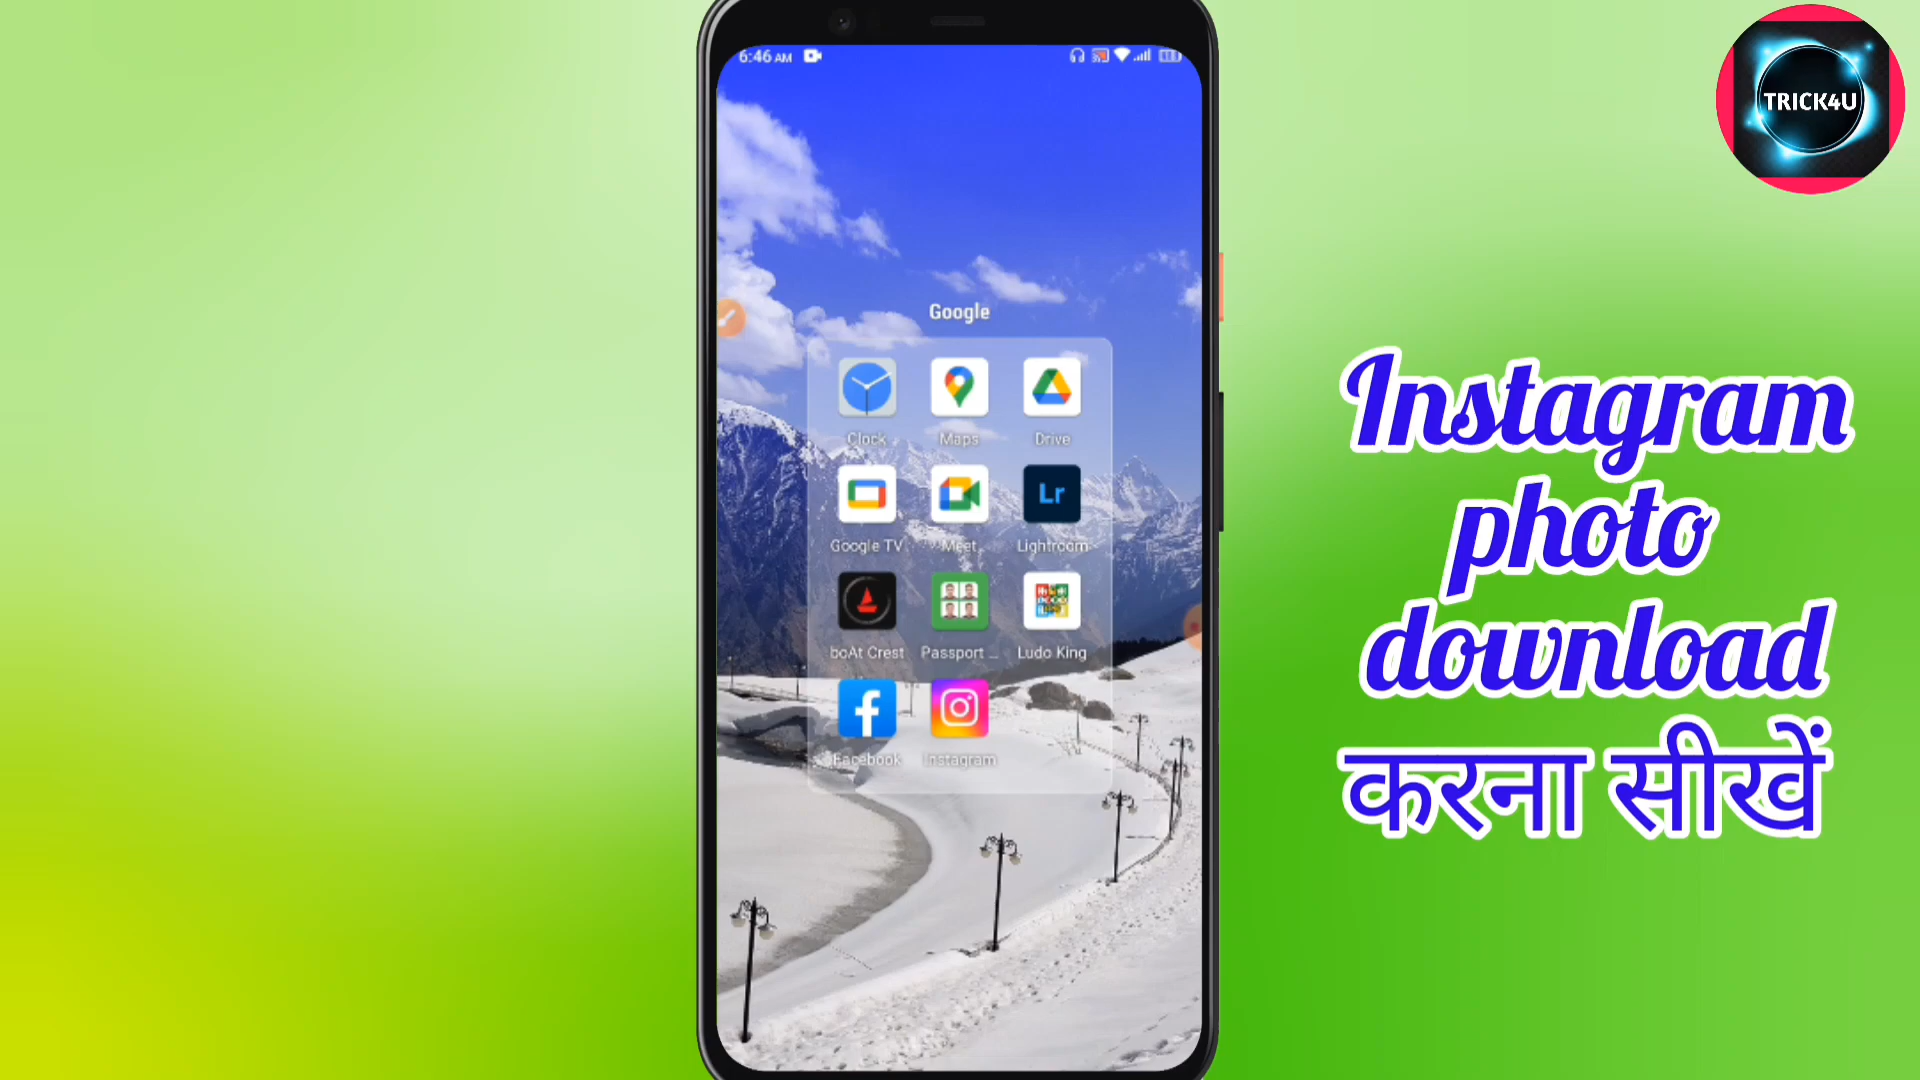 6:46 AM
TRICK4U
Google
Clock Maps Drive
Google TV Meet Lightroom
Lr
boAt Crest Passport ... Ludo King
Facebook Instagram
Instagram
photo
download
करना सीखें